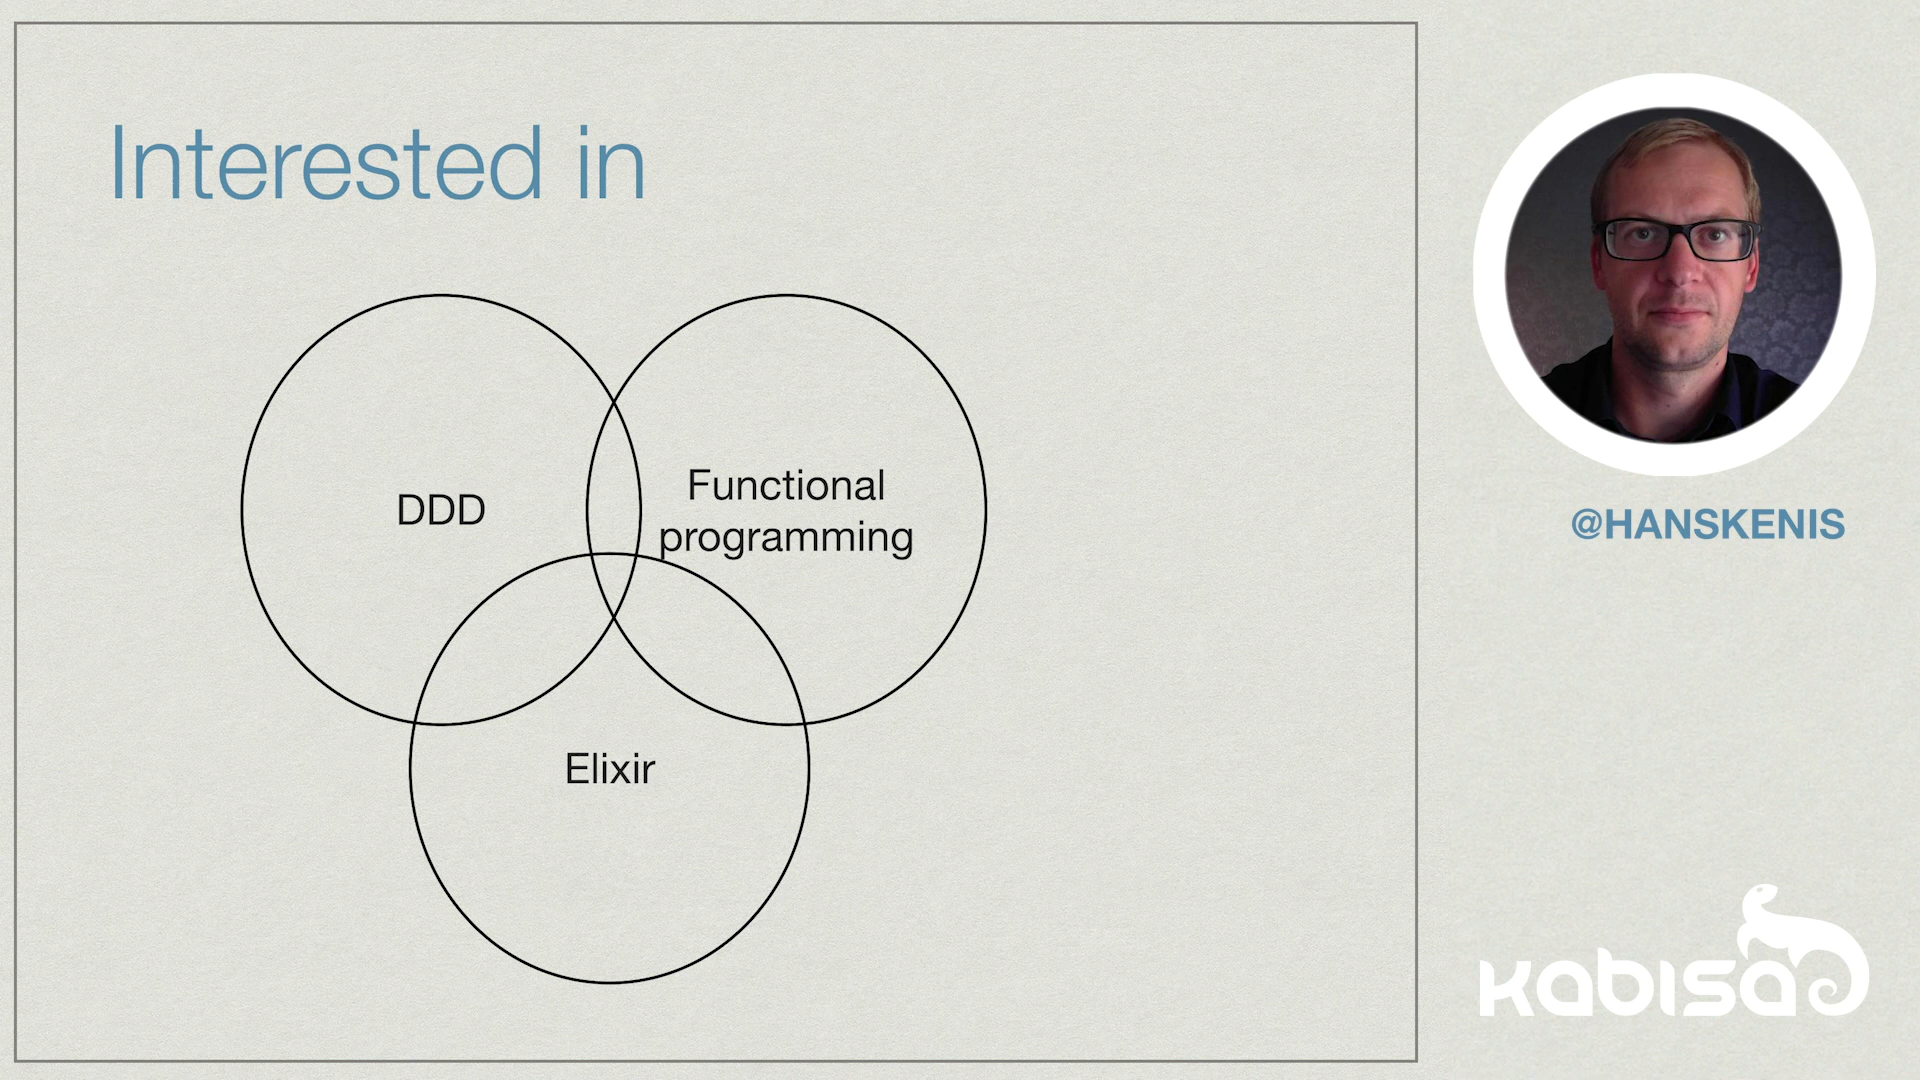 Interested in
DDD
Functional
programming
Elixir
@HANSKENIS
kabisa